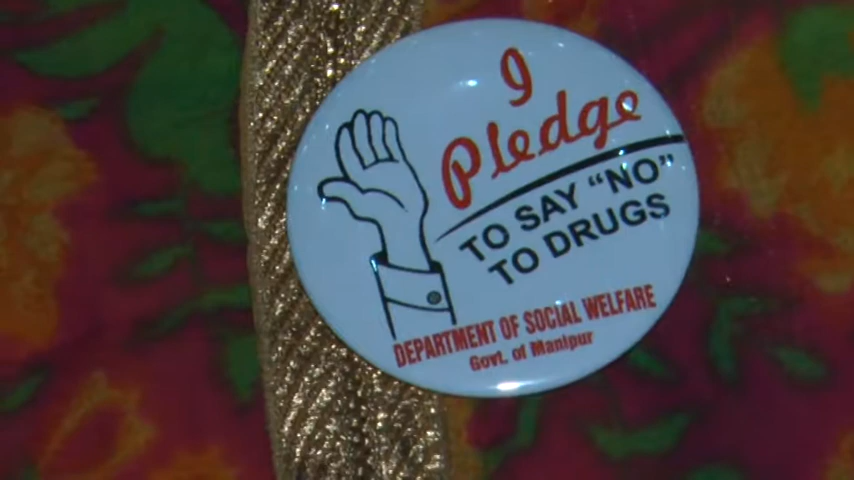 I
Pledge
TO SAY “NO”
TO DRUGS
DEPARTMENT OF SOCIAL WELFARE
Govt. of Manipur